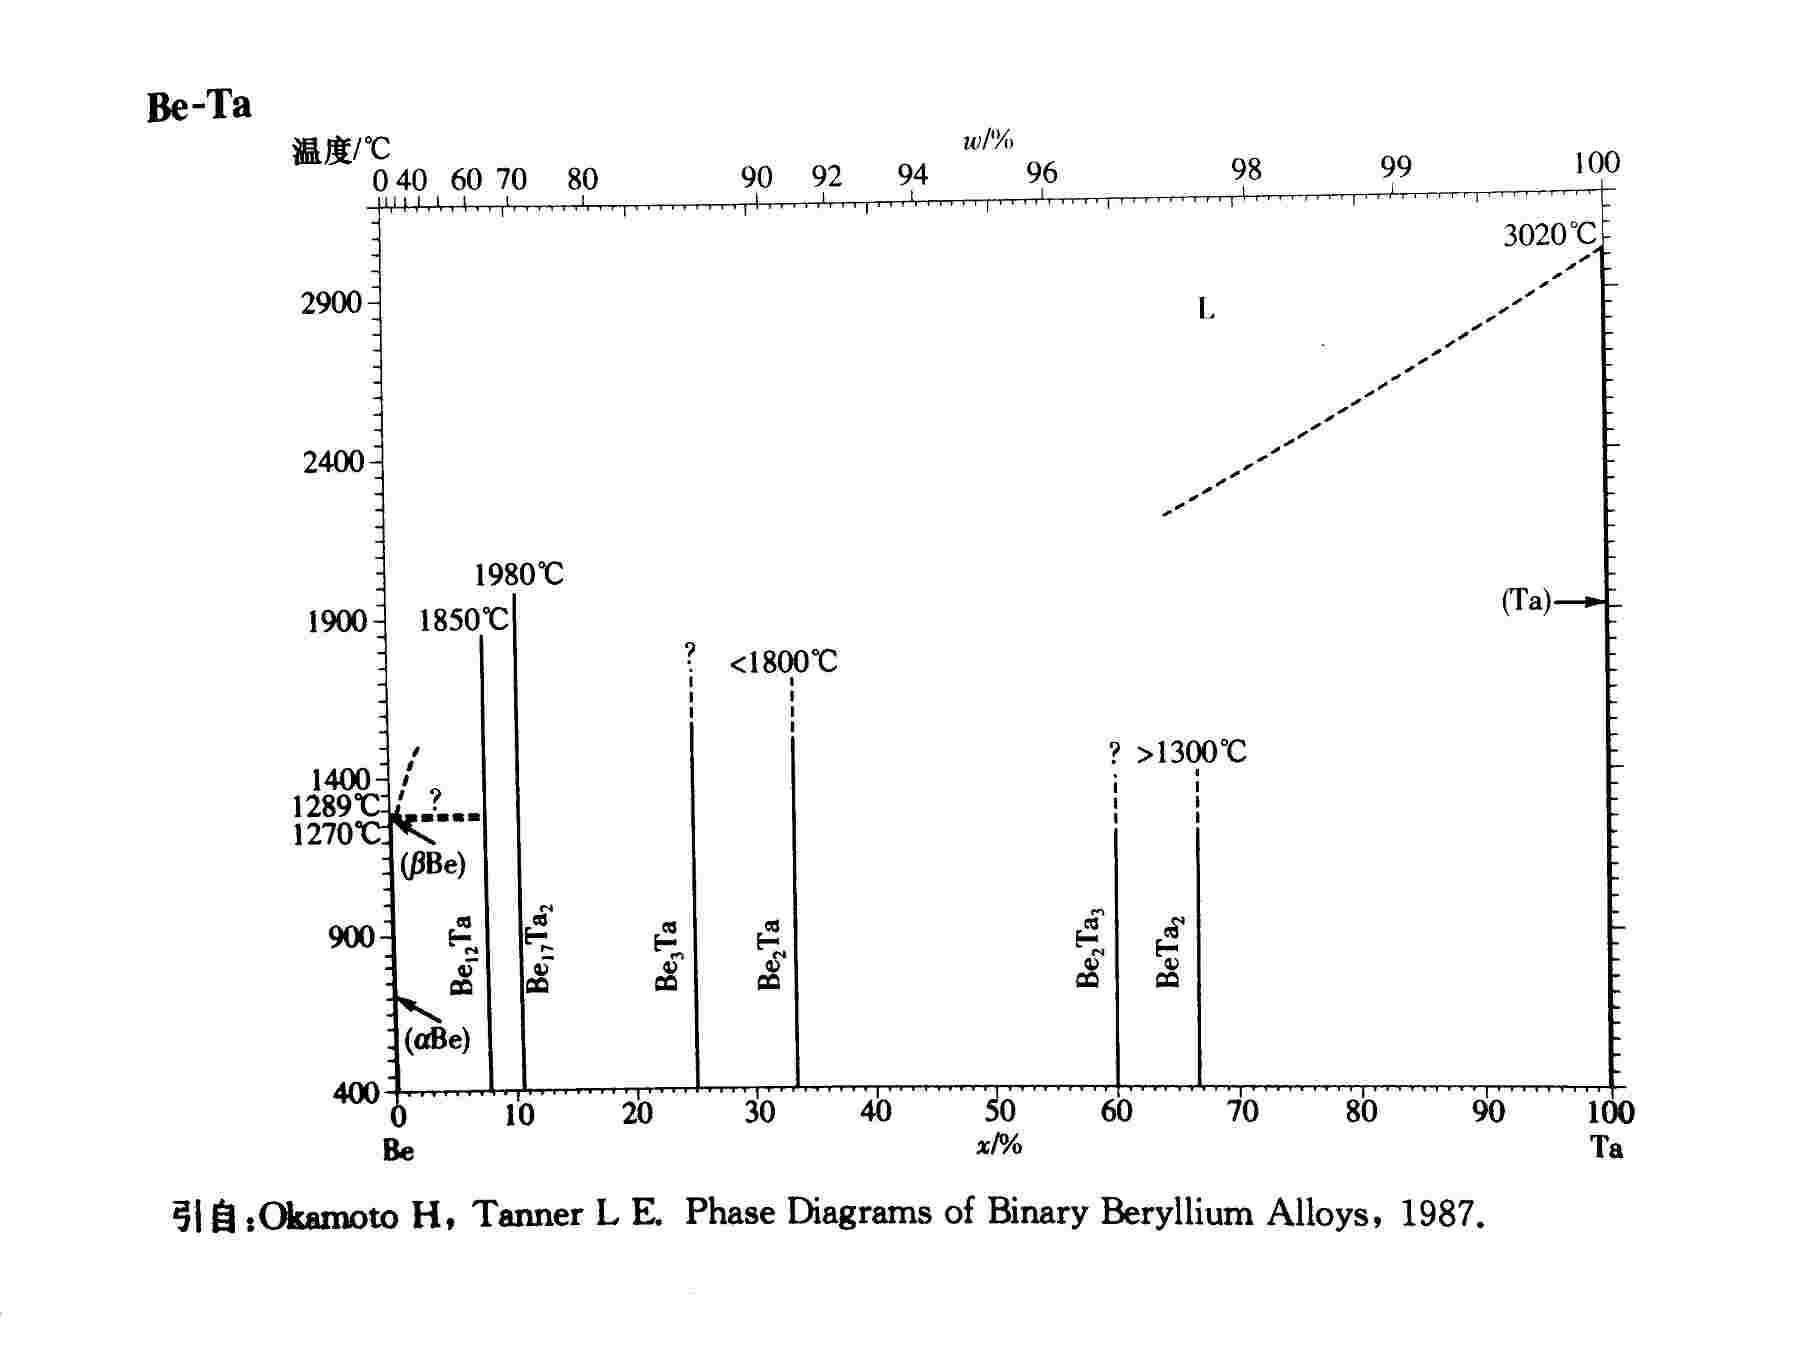 Be-Ta
温度/℃
w/%
0 40 60 70 80 90 92 94 96 98 99 100
3020℃
2900
L
2400
1980℃
1900
1850℃
(Ta)
?
<1800℃
1400
?
>1300℃
1289℃
?
1270℃
(βBe)
900
Be₁₂Ta
Be₁₇Ta₂
Be₃Ta
Be₂Ta
Be₂Ta₃
BeTa₂
(αBe)
400
0 10 20 30 40 50 60 70 80 90 100
Be
x/%
Ta
引自:Okamoto H, Tanner L E. Phase Diagrams of Binary Beryllium Alloys, 1987.